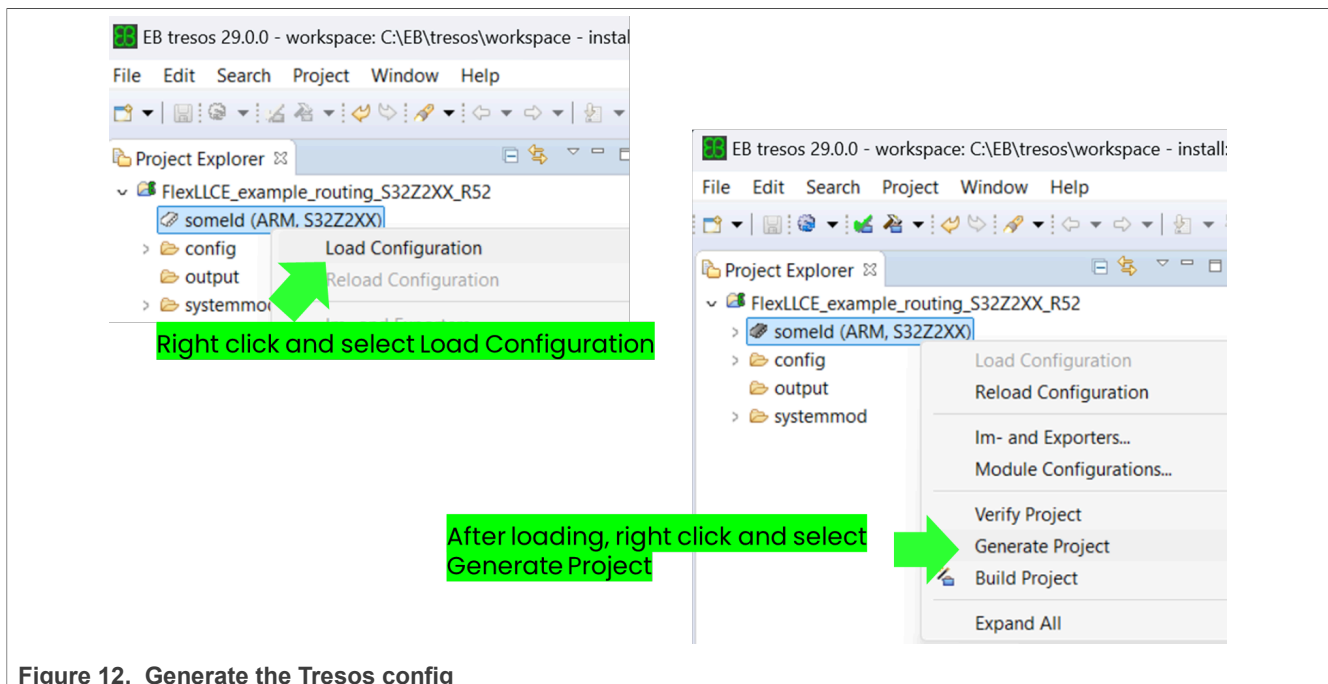 EB tresos 29.0.0 - workspace: C:\EB\tresos\workspace - instal
File Edit Search Project Window Help
Project Explorer
FlexLLCE_example_routing_S32Z2XX_R52
someId (ARM, S32Z2XX)
config
output
systemmod
Load Configuration
Reload Configuration
Right click and select Load Configuration
EB tresos 29.0.0 - workspace: C:\EB\tresos\workspace - install:
File Edit Search Project Window Help
Project Explorer
FlexLLCE_example_routing_S32Z2XX_R52
someId (ARM, S32Z2XX)
config
output
systemmod
Load Configuration
Reload Configuration
Im- and Exporters...
Module Configurations...
Verify Project
Generate Project
Build Project
Expand All
After loading, right click and select
Generate Project
Figure 12. Generate the Tresos config